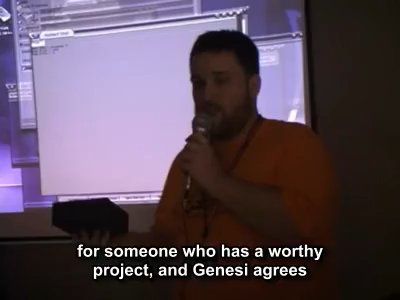 for someone who has a worthy
project, and Genesi agrees